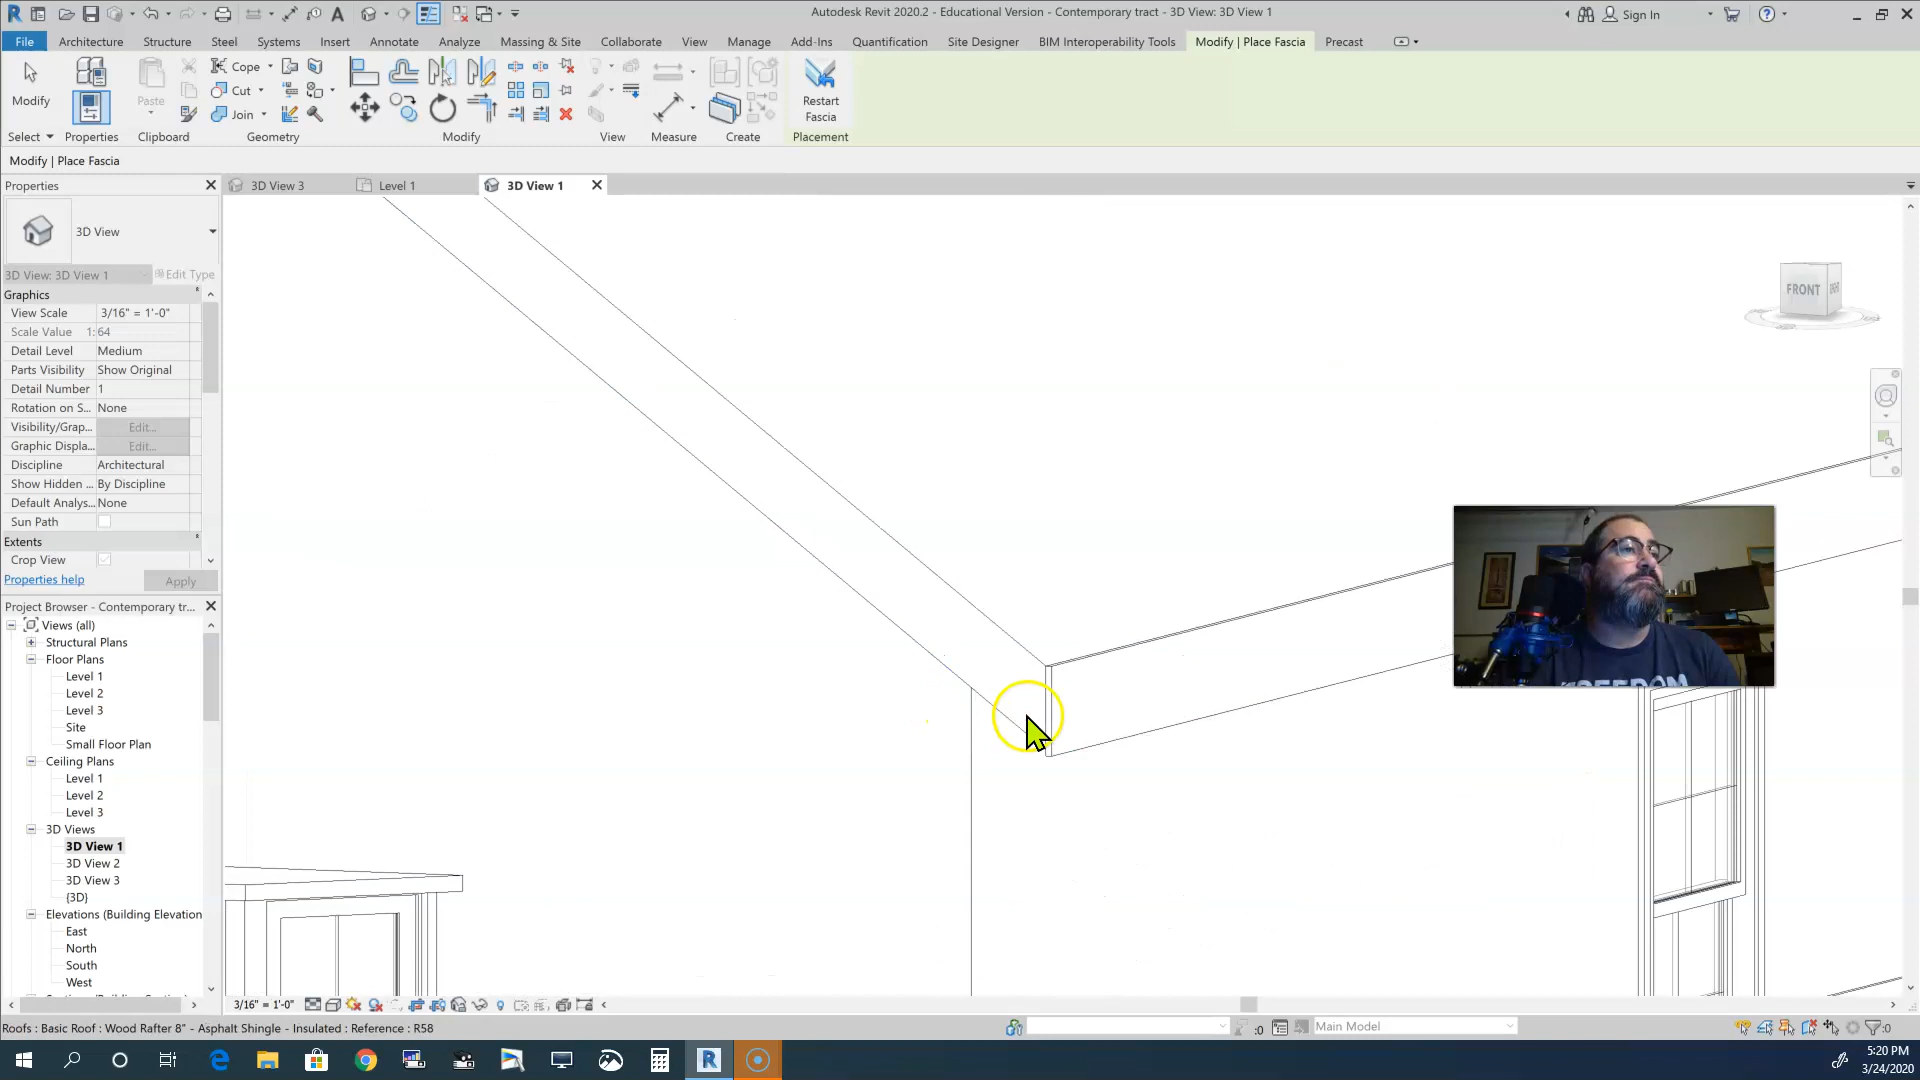 Autodesk Revit 2020.2 - Educational Version - Contemporary tract - 3D View: 3D View 1
Sign In
File Architecture Structure Steel Systems Insert Annotate Analyze Massing & Site Collaborate View Manage Add-Ins Quantification Site Designer BIM Interoperability Tools Modify | Place Fascia Precast
Modify
Paste
Cope
Cut
Join
Restart
Fascia
Select Properties Clipboard Geometry Modify View Measure Create Placement
Modify | Place Fascia
Properties
3D View 3
Level 1
3D View 1
3D View
3D View: 3D View 1
Edit Type
Graphics
View Scale 3/16" = 1'-0"
Scale Value 1: 64
Detail Level Medium
Parts Visibility Show Original
Detail Number 1
Rotation on S... None
Visibility/Grap... Edit...
Graphic Displa... Edit...
Discipline Architectural
Show Hidden ... By Discipline
Default Analys... None
Sun Path
Extents
Crop View
Properties help
Apply
Project Browser - Contemporary tr...
Views (all)
Structural Plans
Floor Plans
Level 1
Level 2
Level 3
Site
Small Floor Plan
Ceiling Plans
Level 1
Level 2
Level 3
3D Views
3D View 1
3D View 2
3D View 3
{3D}
Elevations (Building Elevation
East
North
South
West
FRONT
3/16" = 1'-0"
Roofs : Basic Roof : Wood Rafter 8" - Asphalt Shingle - Insulated : Reference : R58
:0
Main Model
:0
5:20 PM
3/24/2020